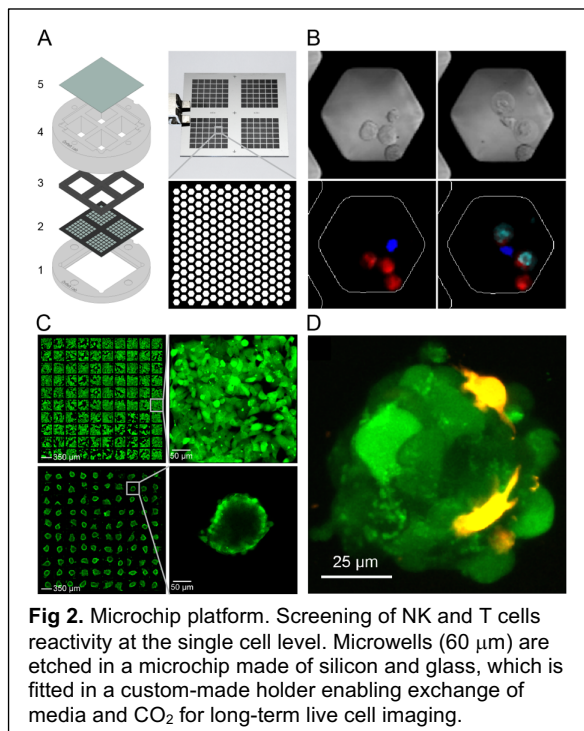 A
B
5
4
3
2
1
C
D
350 µm
50 µm
350 µm
50 µm
25 µm
Fig 2. Microchip platform. Screening of NK and T cells
reactivity at the single cell level. Microwells (60 µm) are
etched in a microchip made of silicon and glass, which is
fitted in a custom-made holder enabling exchange of
media and CO₂ for long-term live cell imaging.